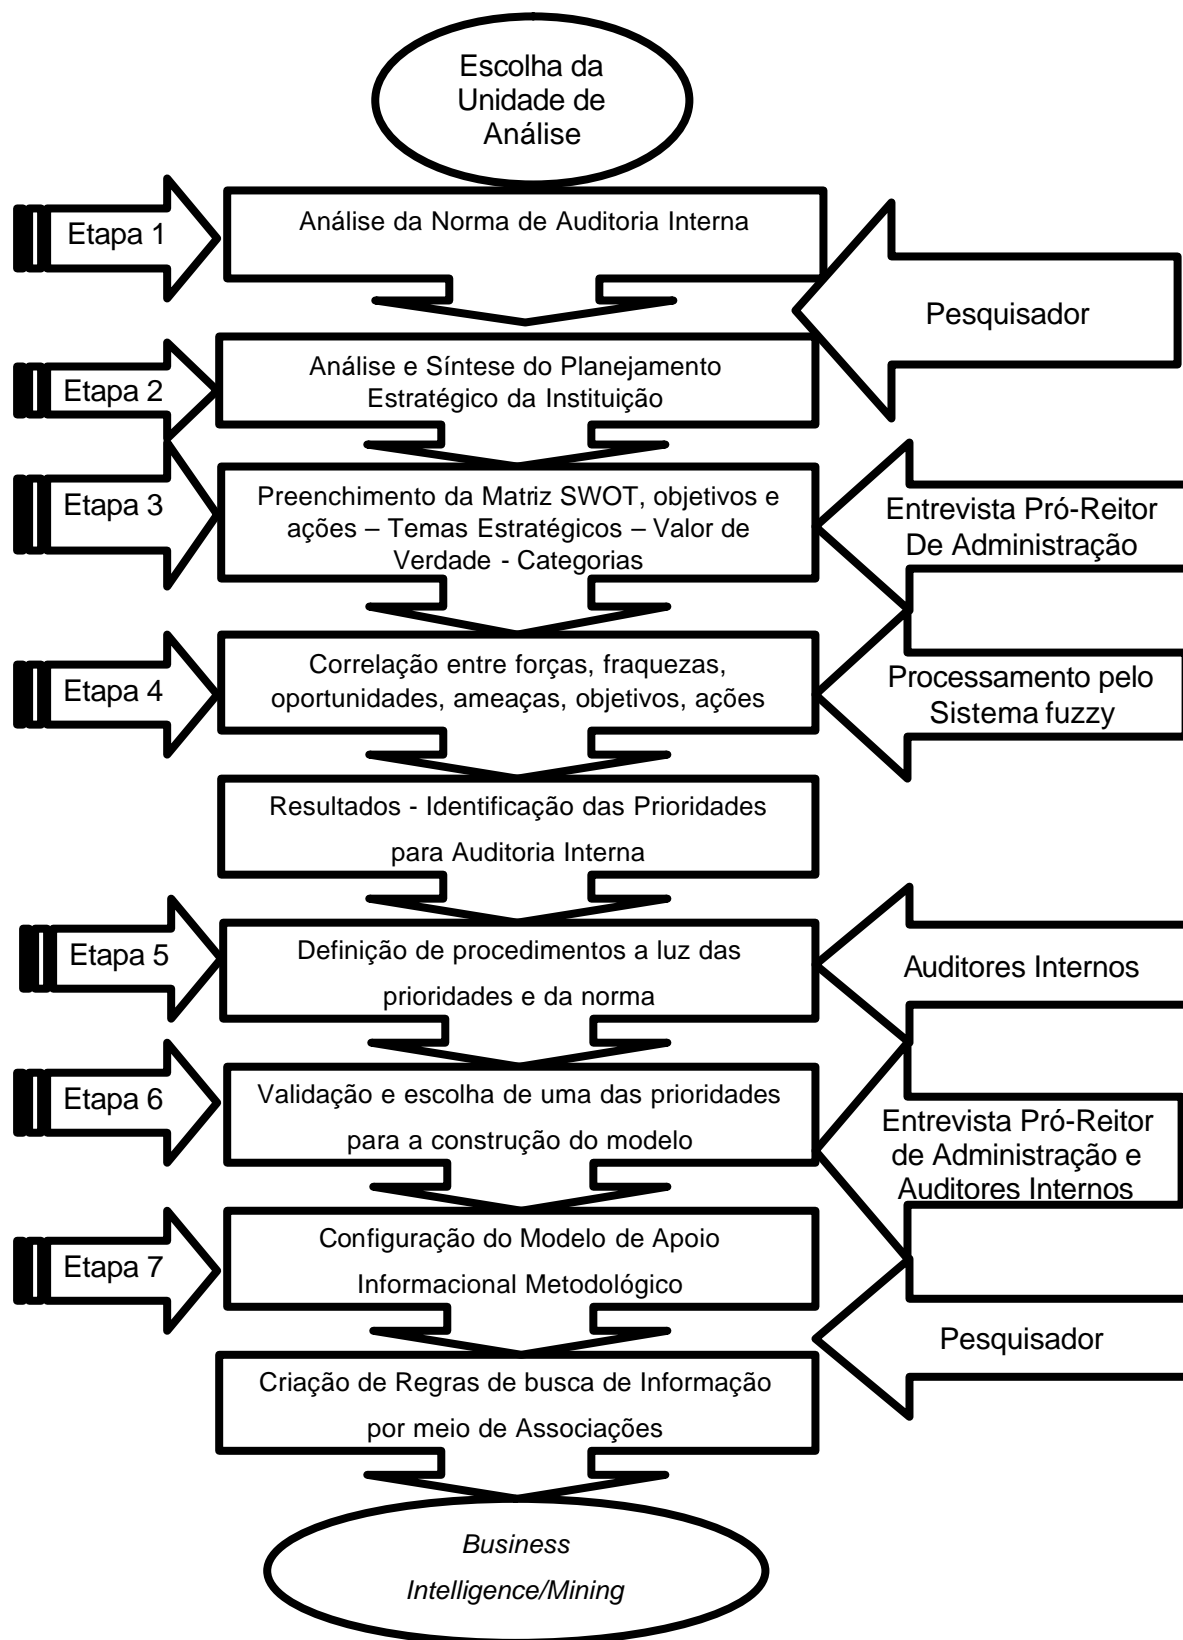 Escolha da
Unidade de
Análise
Etapa 1
Análise da Norma de Auditoria Interna
Pesquisador
Etapa 2
Análise e Síntese do Planejamento
Estratégico da Instituição
Etapa 3
Preenchimento da Matriz SWOT, objetivos e
ações – Temas Estratégicos – Valor de
Verdade - Categorias
Entrevista Pró-Reitor
De Administração
Etapa 4
Correlação entre forças, fraquezas,
oportunidades, ameaças, objetivos, ações
Processamento pelo
Sistema fuzzy
Resultados - Identificação das Prioridades
para Auditoria Interna
Etapa 5
Definição de procedimentos a luz das
prioridades e da norma
Auditores Internos
Etapa 6
Validação e escolha de uma das prioridades
para a construção do modelo
Entrevista Pró-Reitor
de Administração e
Auditores Internos
Etapa 7
Configuração do Modelo de Apoio
Informacional Metodológico
Pesquisador
Criação de Regras de busca de Informação
por meio de Associações
Business
Intelligence/Mining